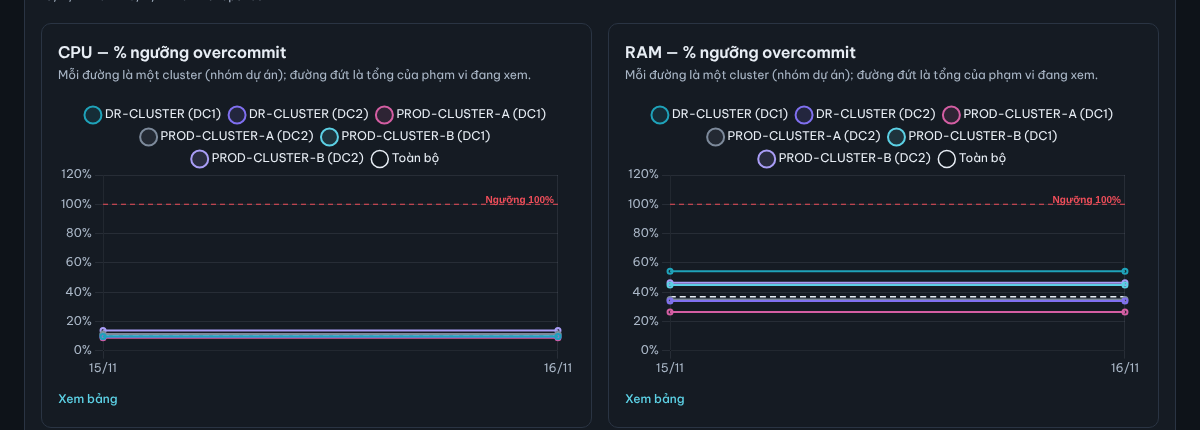 CPU — % ngưỡng overcommit
Mỗi đường là một cluster (nhóm dự án); đường đứt là tổng của phạm vi đang xem.
DR-CLUSTER (DC1) DR-CLUSTER (DC2) PROD-CLUSTER-A (DC1)
PROD-CLUSTER-A (DC2) PROD-CLUSTER-B (DC1)
PROD-CLUSTER-B (DC2) Toàn bộ
120%
Ngưỡng 100%
100%
80%
60%
40%
20%
0%
15/11 16/11
Xem bảng
RAM — % ngưỡng overcommit
Mỗi đường là một cluster (nhóm dự án); đường đứt là tổng của phạm vi đang xem.
DR-CLUSTER (DC1) DR-CLUSTER (DC2) PROD-CLUSTER-A (DC1)
PROD-CLUSTER-A (DC2) PROD-CLUSTER-B (DC1)
PROD-CLUSTER-B (DC2) Toàn bộ
120%
Ngưỡng 100%
100%
80%
60%
40%
20%
0%
15/11 16/11
Xem bảng